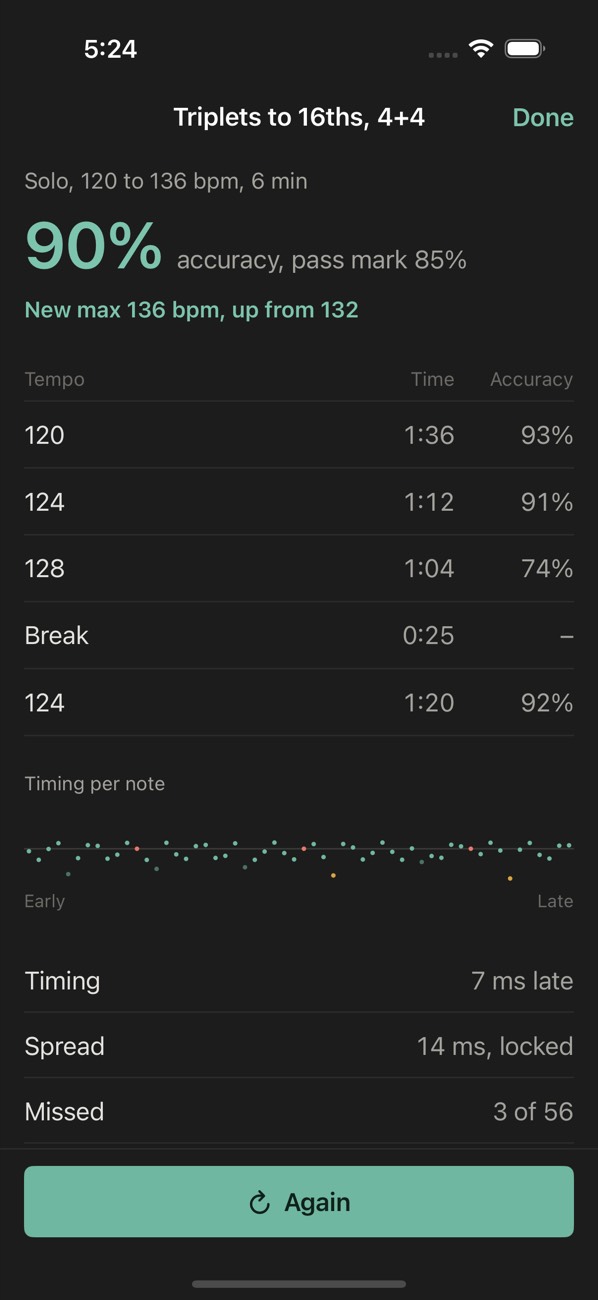 5:24
Triplets to 16ths, 4+4 Done
Solo, 120 to 136 bpm, 6 min
90% accuracy, pass mark 85%
New max 136 bpm, up from 132
Tempo Time Accuracy
120 1:36 93%
124 1:12 91%
128 1:04 74%
Break 0:25 –
124 1:20 92%
Timing per note
Early Late
Timing 7 ms late
Spread 14 ms, locked
Missed 3 of 56
Again